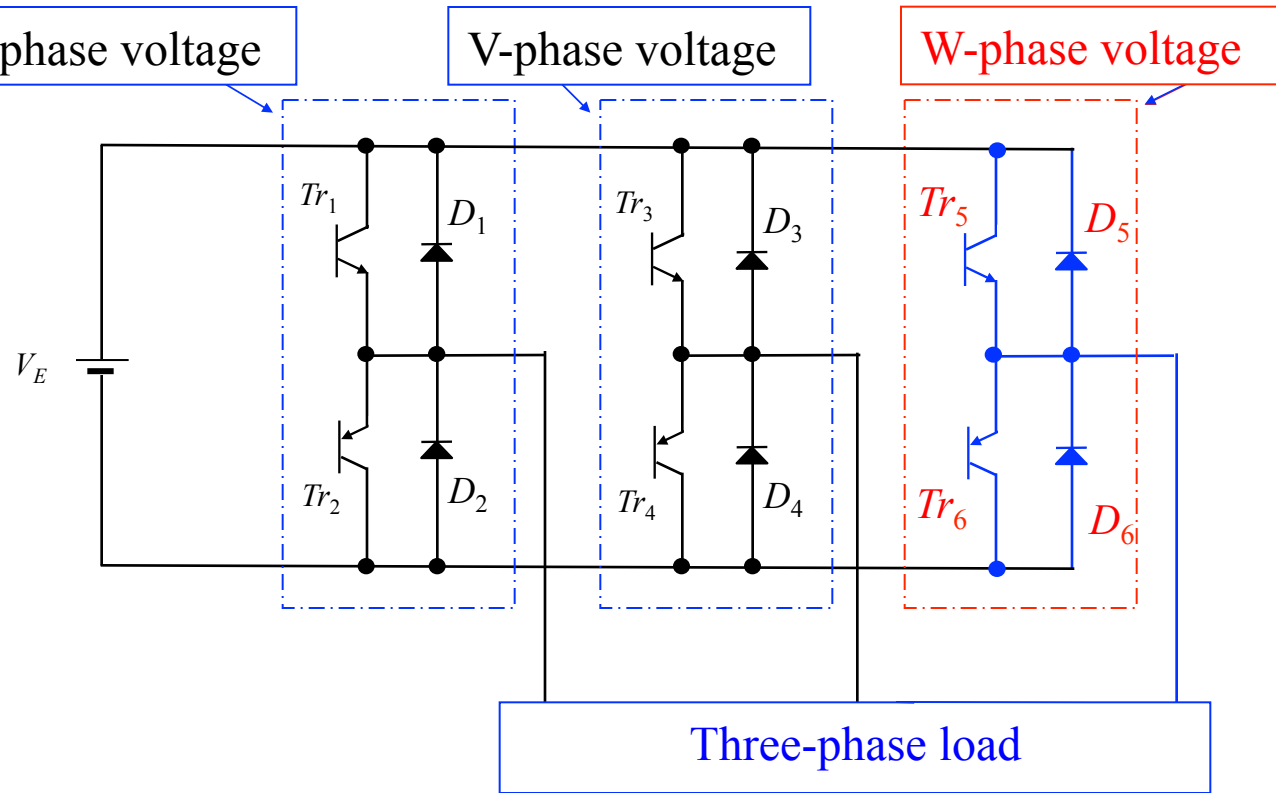 phase voltage
V-phase voltage
W-phase voltage
Tr₁
D₁
Tr₃
D₃
Tr₅
D₅
V_E
Tr₂
D₂
Tr₄
D₄
Tr₆
D₆
Three-phase load